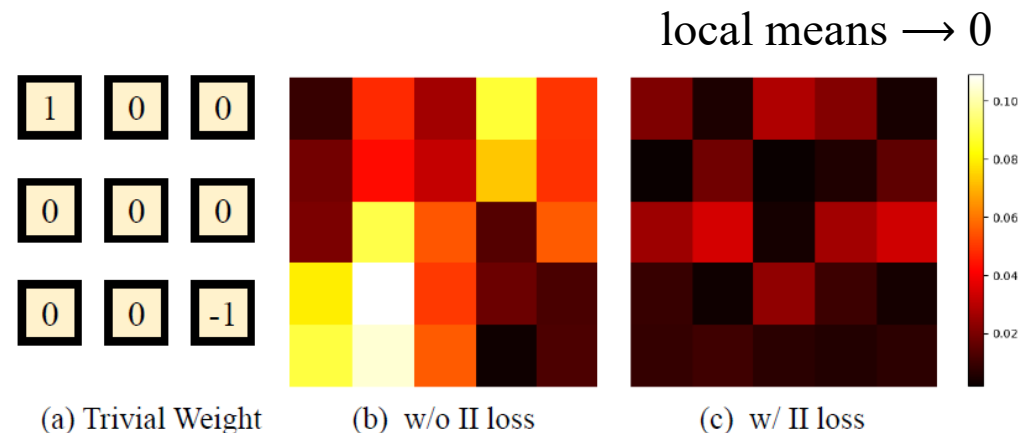 local means → 0
1 0 0
0 0 0
0 0 -1
0.10
0.08
0.06
0.04
0.02
(a) Trivial Weight
(b) w/o II loss
(c) w/ II loss